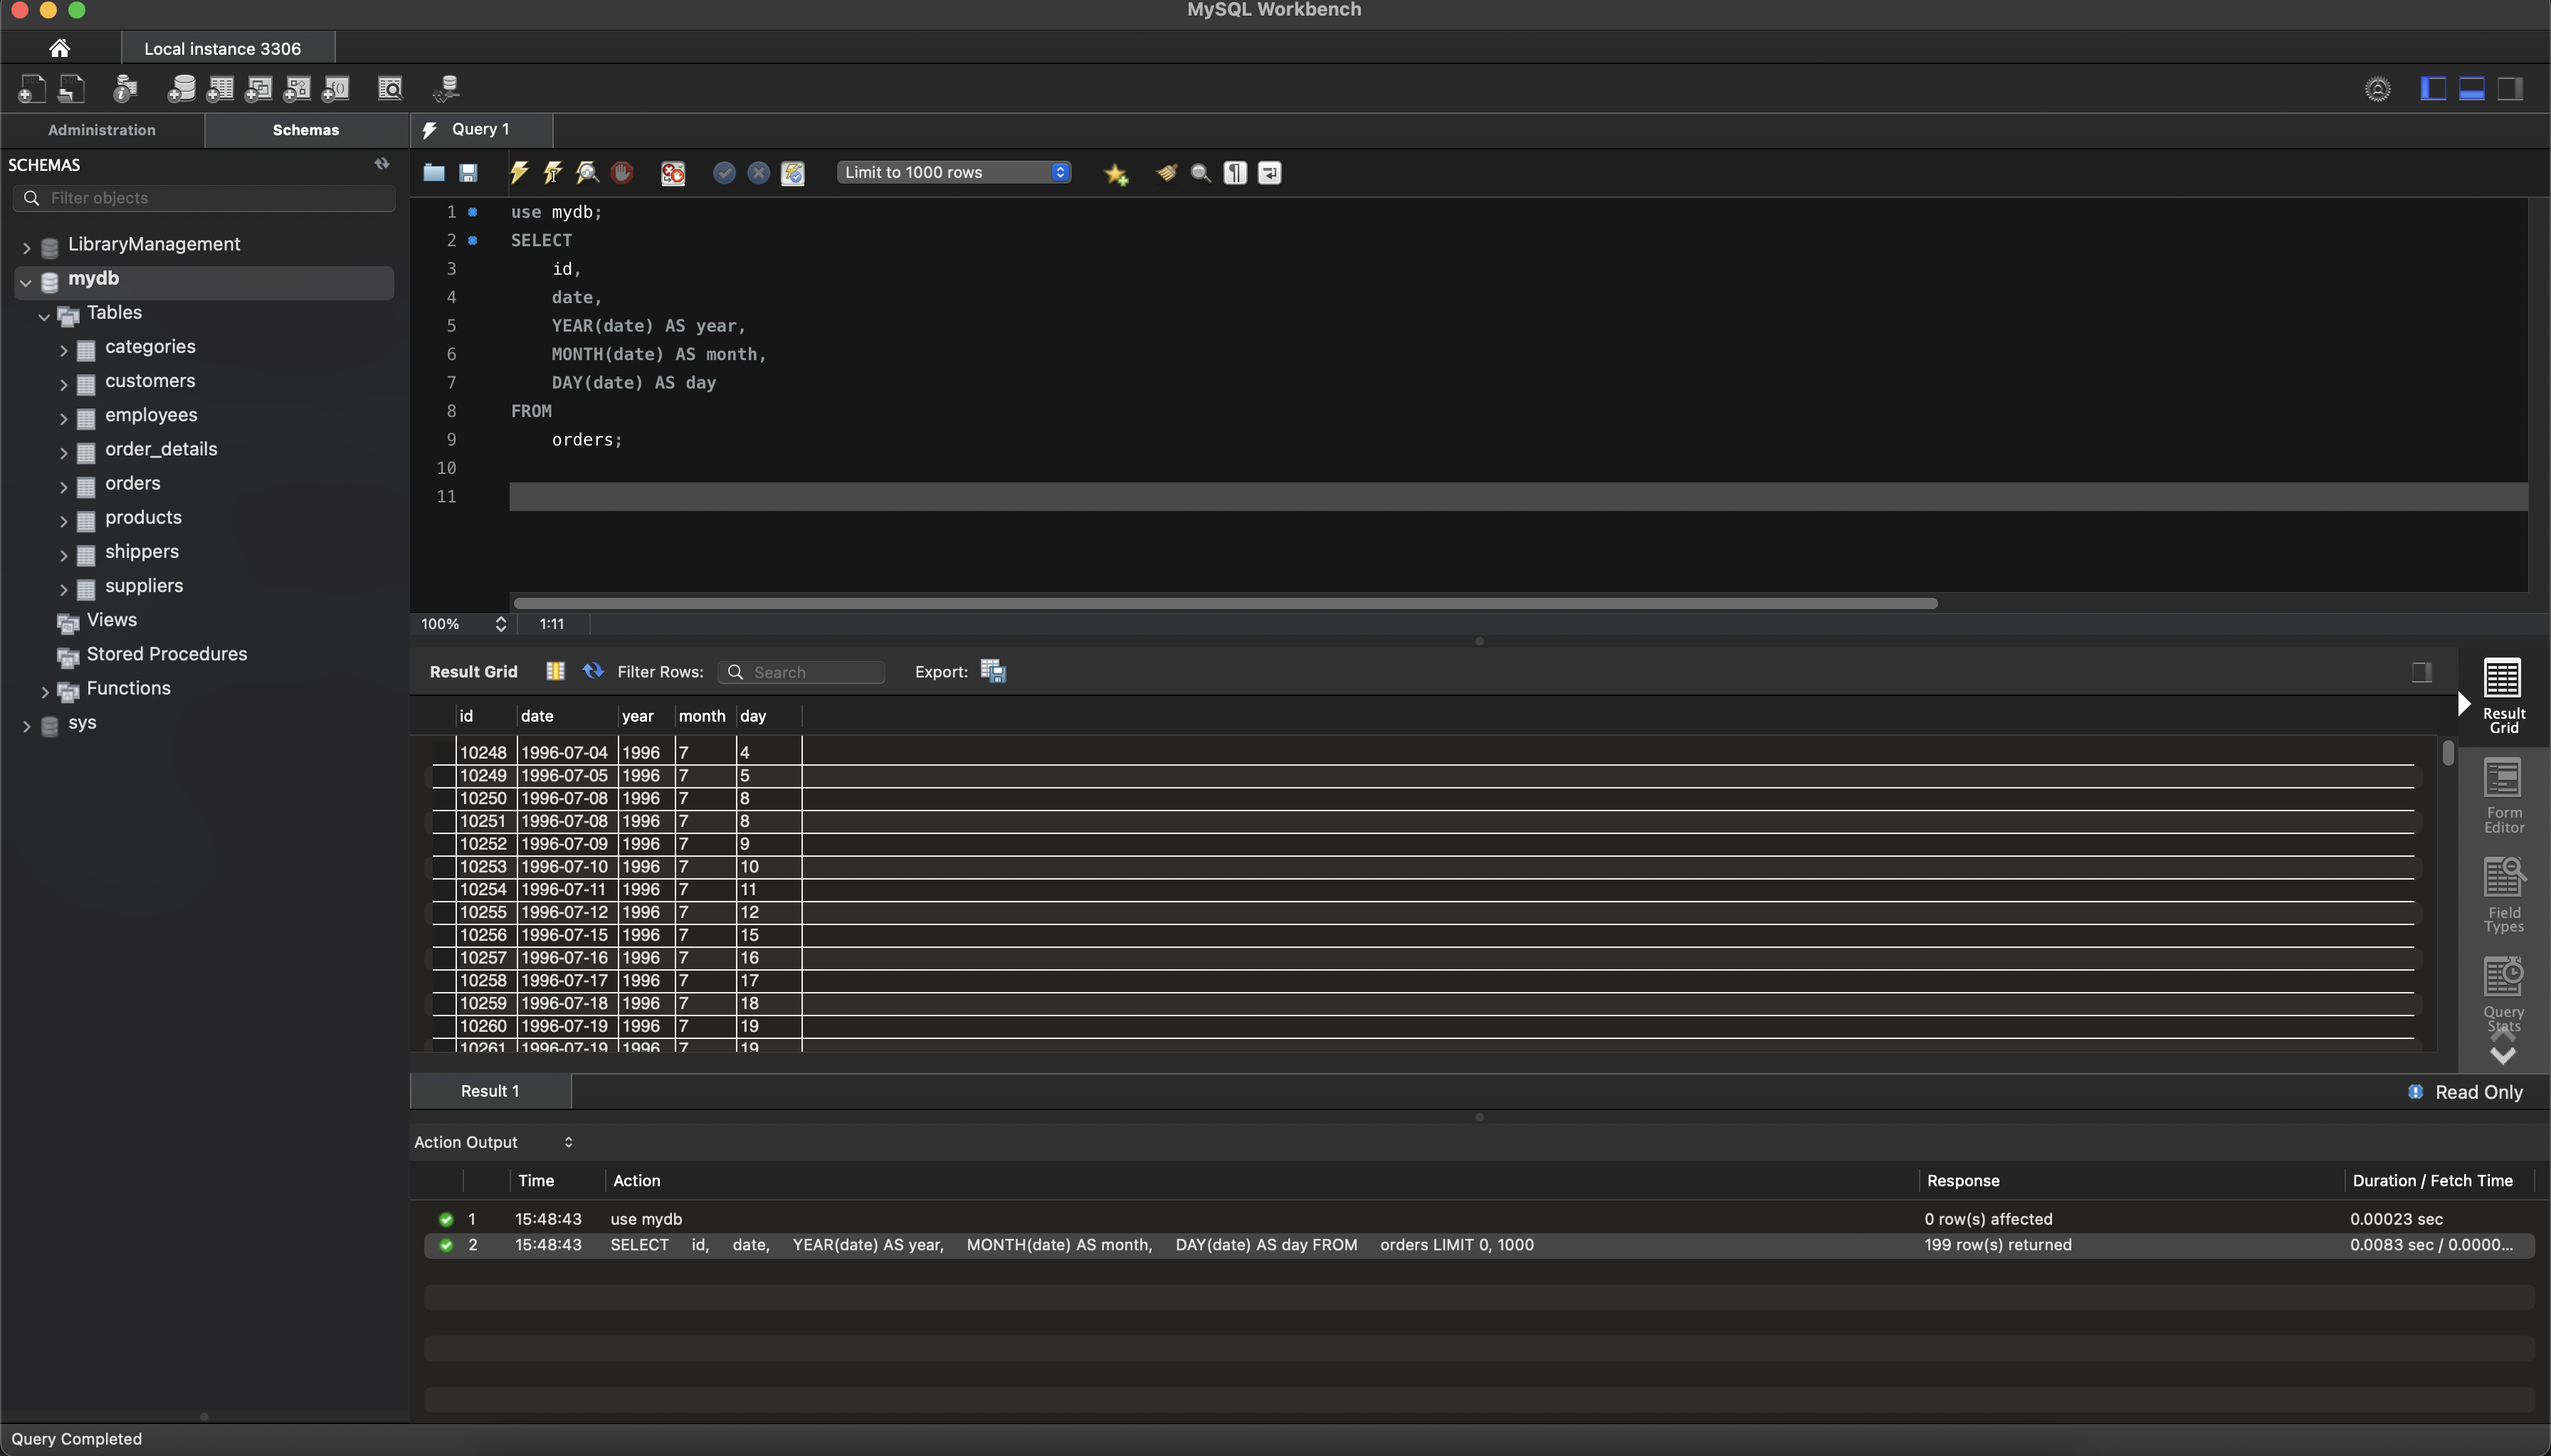 MySQL Workbench
Local instance 3306
Administration
Schemas
SCHEMAS
Filter objects
LibraryManagement
mydb
Tables
categories
customers
employees
order_details
orders
products
shippers
suppliers
Views
Stored Procedures
Functions
sys
Query 1
Limit to 1000 rows
1 use mydb;
2 SELECT
3 id,
4 date,
5 YEAR(date) AS year,
6 MONTH(date) AS month,
7 DAY(date) AS day
8 FROM
9 orders;
10
11
100% 1:11
Result Grid Filter Rows: Search Export:
id date year month day
10248 1996-07-04 1996 7 4
10249 1996-07-05 1996 7 5
10250 1996-07-08 1996 7 8
10251 1996-07-08 1996 7 8
10252 1996-07-09 1996 7 9
10253 1996-07-10 1996 7 10
10254 1996-07-11 1996 7 11
10255 1996-07-12 1996 7 12
10256 1996-07-15 1996 7 15
10257 1996-07-16 1996 7 16
10258 1996-07-17 1996 7 17
10259 1996-07-18 1996 7 18
10260 1996-07-19 1996 7 19
10261 1996-07-19 1996 7 19
Result
Grid
Form
Editor
Field
Types
Query
Stats
Result 1
Read Only
Action Output
Time Action Response Duration / Fetch Time
1 15:48:43 use mydb 0 row(s) affected 0.00023 sec
2 15:48:43 SELECT id, date, YEAR(date) AS year, MONTH(date) AS month, DAY(date) AS day FROM orders LIMIT 0, 1000 199 row(s) returned 0.0083 sec / 0.0000...
Query Completed